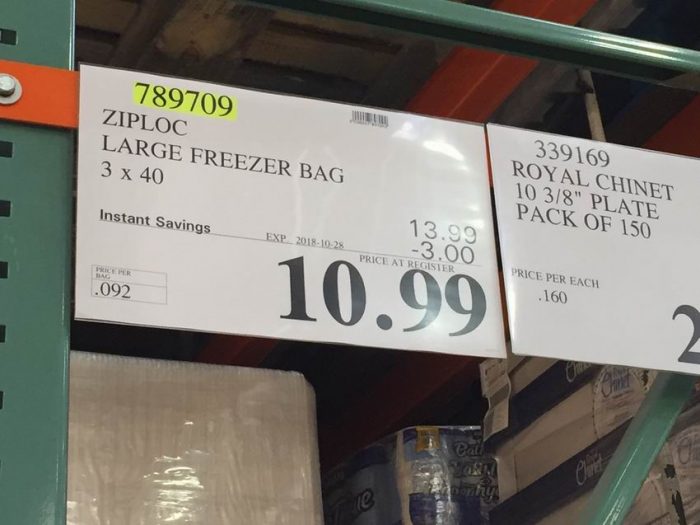 789709
ZIPLOC
LARGE FREEZER BAG
3 x 40
Instant Savings
EXP. 2018-10-28
13.99
-3.00
PRICE AT REGISTER
10.99
PRICE PER
BAG
.092
339169
ROYAL CHINET
10 3/8" PLATE
PACK OF 150
PRICE PER EACH
.160
2